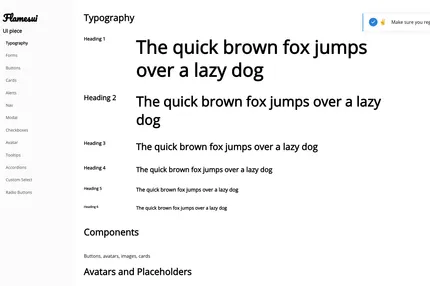 Flamesui
UI piece
Typography
Forms
Buttons
Cards
Alerts
Nav
Modal
Checkboxes
Avatar
Tooltips
Accordions
Custom Select
Radio Buttons
Typography
Heading 1
The quick brown fox jumps
over a lazy dog
Heading 2
The quick brown fox jumps over a lazy
dog
Heading 3
The quick brown fox jumps over a lazy dog
Heading 4
The quick brown fox jumps over a lazy dog
Heading 5
The quick brown fox jumps over a lazy dog
Heading 6
The quick brown fox jumps over a lazy dog
Components
Buttons, avatars, images, cards
Avatars and Placeholders
Make sure you reg